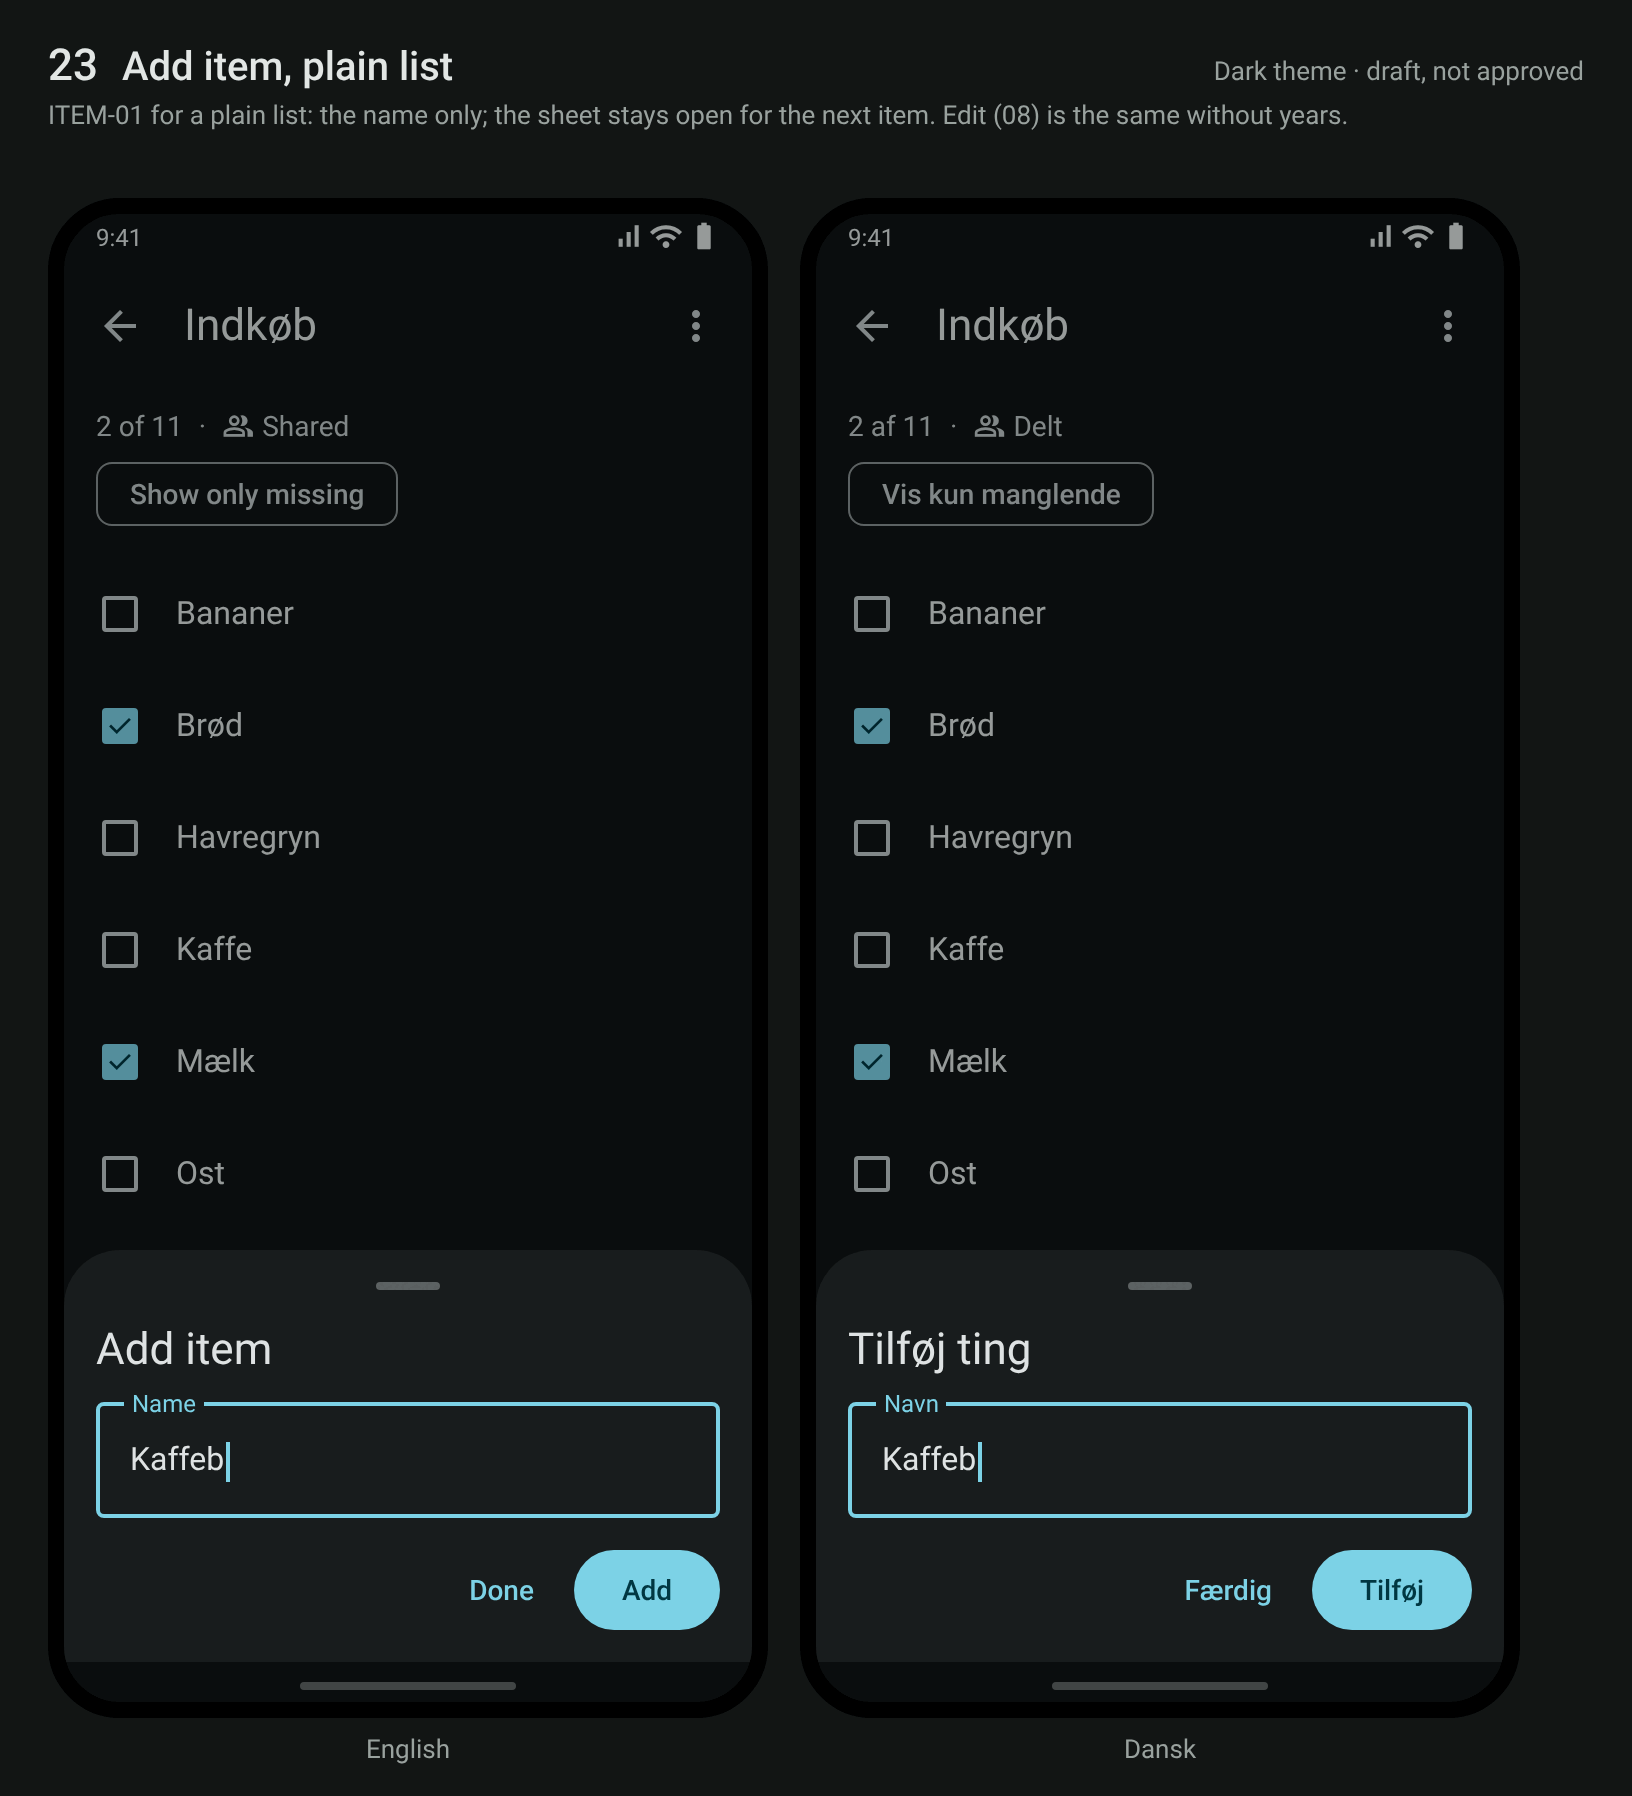 23 Add item, plain list
Dark theme · draft, not approved
ITEM-01 for a plain list: the name only; the sheet stays open for the next item. Edit (08) is the same without years.
9:41
Indkøb
2 of 11 · Shared
Show only missing
Bananer
Brød
Havregryn
Kaffe
Mælk
Ost
Add item
Name
Kaffeb
Done
Add
English
9:41
Indkøb
2 af 11 · Delt
Vis kun manglende
Bananer
Brød
Havregryn
Kaffe
Mælk
Ost
Tilføj ting
Navn
Kaffeb
Færdig
Tilføj
Dansk